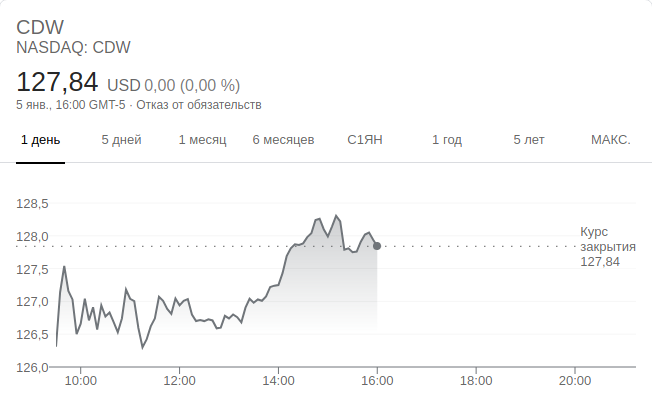 CDW
NASDAQ: CDW
127,84 USD 0,00 (0,00 %)
5 янв., 16:00 GMT-5 · Отказ от обязательств
1 день 5 дней 1 месяц 6 месяцев С1ЯН 1 год 5 лет МАКС.
128,5
128,0
127,5
127,0
126,5
126,0
Курс
закрытия
127,84
10:00 12:00 14:00 16:00 18:00 20:00